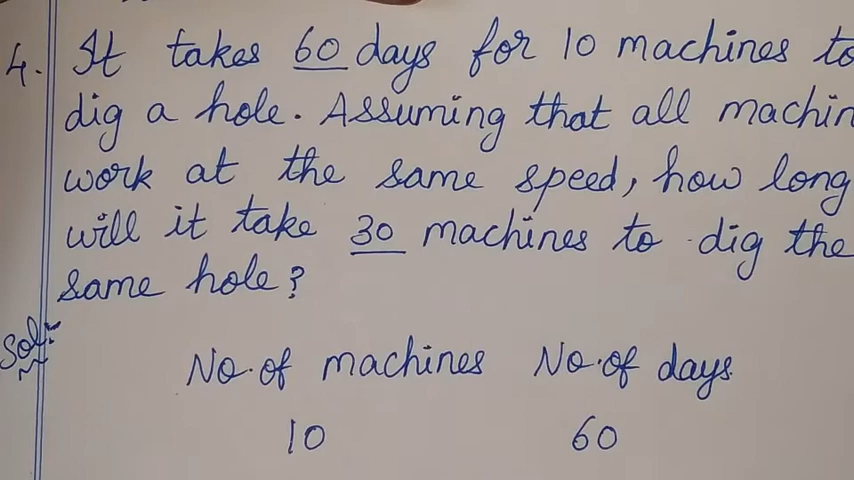 4. It takes 60 days for 10 machines to
dig a hole. Assuming that all machin
work at the same speed, how long
will it take 30 machines to dig the
same hole?
Sol:-
No. of machines No. of days
10 60